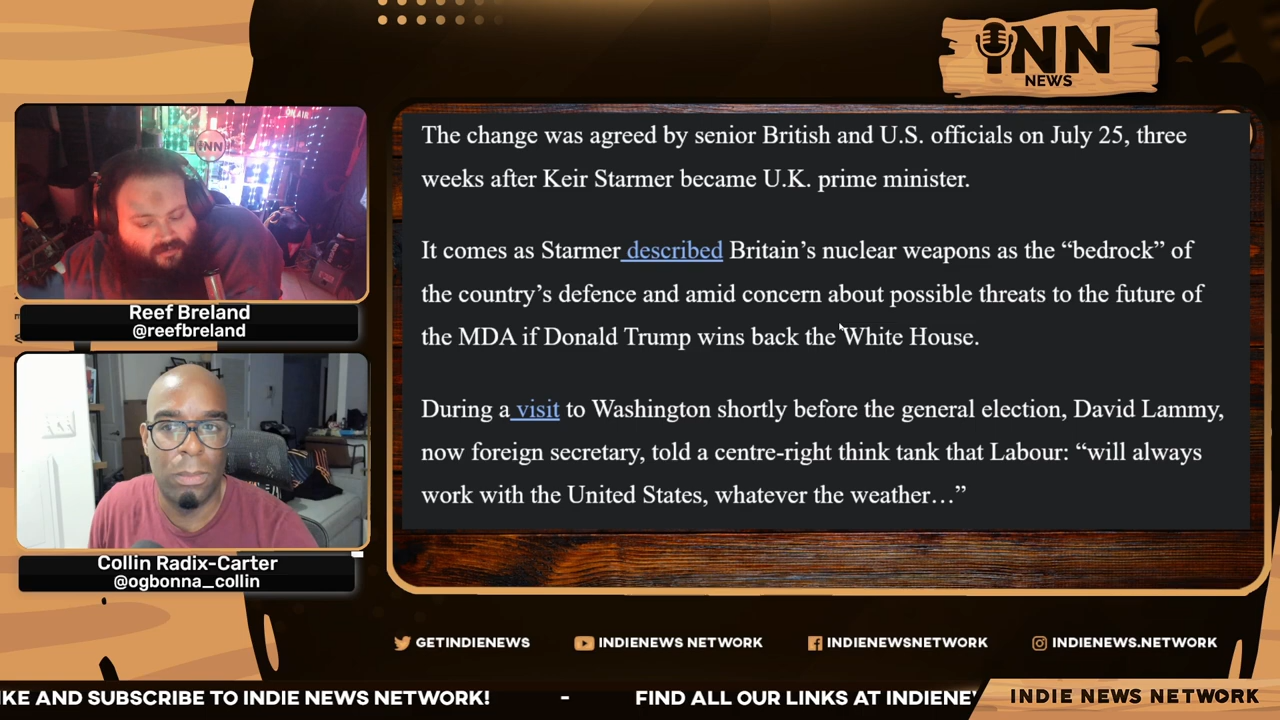 iNN
NEWS
INN
Reef Breland
@reefbreland
Collin Radix-Carter
@ogbonna_collin
The change was agreed by senior British and U.S. officials on July 25, three
weeks after Keir Starmer became U.K. prime minister.
It comes as Starmer described Britain’s nuclear weapons as the “bedrock” of
the country’s defence and amid concern about possible threats to the future of
the MDA if Donald Trump wins back the White House.
During a visit to Washington shortly before the general election, David Lammy,
now foreign secretary, told a centre-right think tank that Labour: “will always
work with the United States, whatever the weather…”
GETINDIENEWS
INDIENEWS NETWORK
INDIENEWSNETWORK
INDIENEWS.NETWORK
IKE AND SUBSCRIBE TO INDIE NEWS NETWORK! - FIND ALL OUR LINKS AT INDIENEW
INDIE NEWS NETWORK